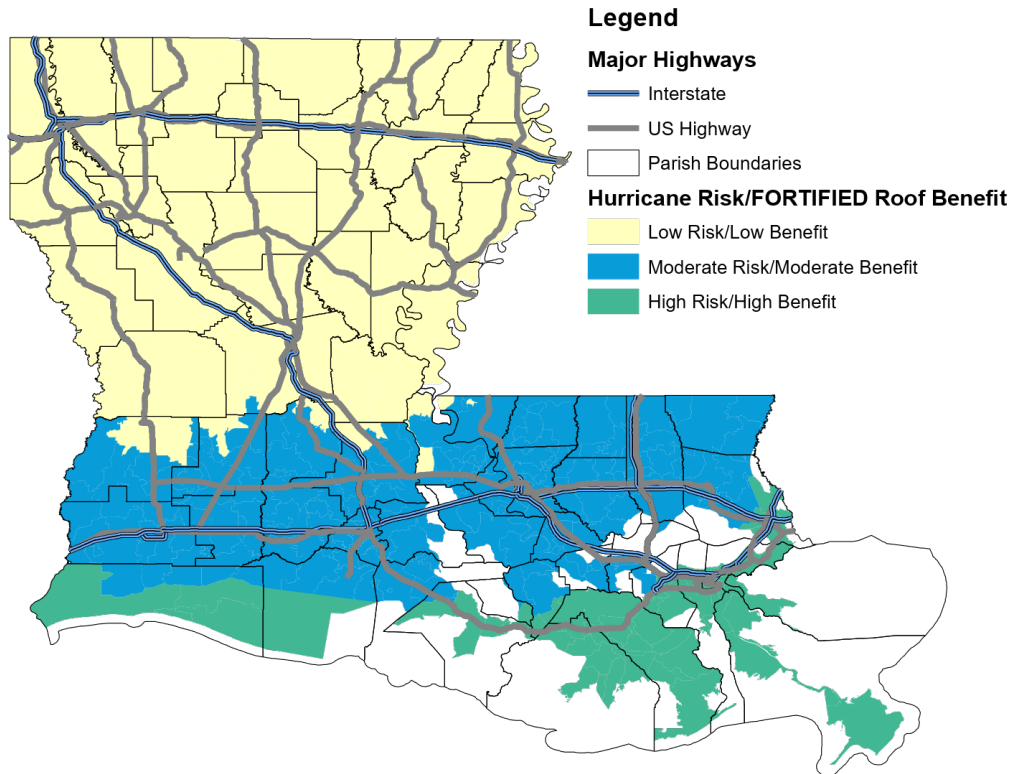 Legend
Major Highways
Interstate
US Highway
Parish Boundaries
Hurricane Risk/FORTIFIED Roof Benefit
Low Risk/Low Benefit
Moderate Risk/Moderate Benefit
High Risk/High Benefit